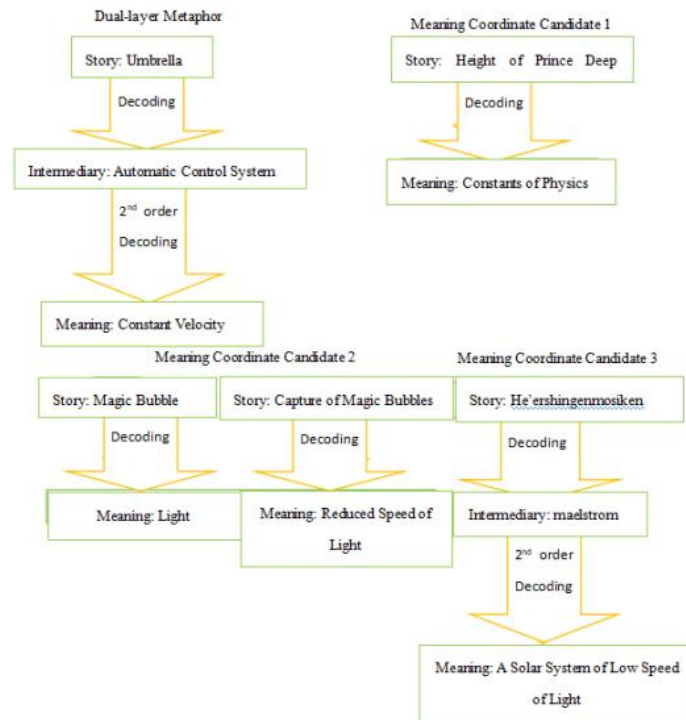 Dual-layer Metaphor
Story: Umbrella
Decoding
Intermediary: Automatic Control System
2nd order
Decoding
Meaning: Constant Velocity
Meaning Coordinate Candidate 1
Story: Height of Prince Deep
Decoding
Meaning: Constants of Physics
Meaning Coordinate Candidate 2
Story: Magic Bubble
Decoding
Meaning: Light
Story: Capture of Magic Bubbles
Decoding
Meaning: Reduced Speed of
Light
Meaning Coordinate Candidate 3
Story: He'ershingenmosiken
Decoding
Intermediary: maelstrom
2nd order
Decoding
Meaning: A Solar System of Low Speed
of Light